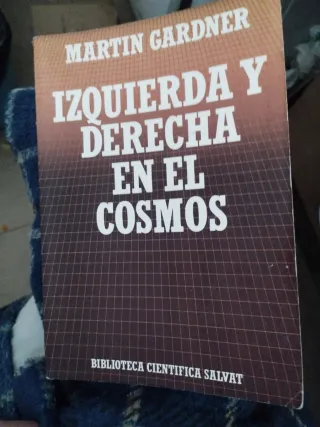 MARTIN GARDNER
IZQUIERDA Y
DERECHA
EN EL
COSMOS
BIBLIOTECA CIENTIFICA SALVAT